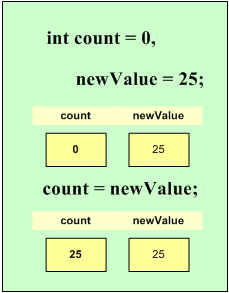 int count = 0,
newValue = 25;
count newValue
0 25
count = newValue;
count newValue
25 25